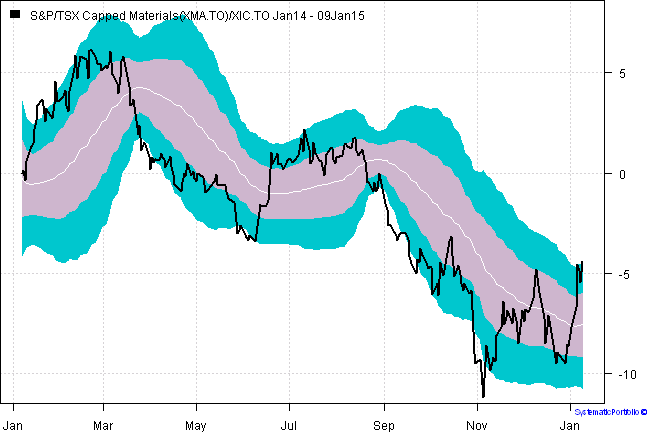 S&P/TSX Capped Materials(XMA.TO)/XIC.TO Jan14 - 09Jan15
5
0
-5
-10
Jan Mar May Jul Sep Nov Jan
SystematicPortfolio ©